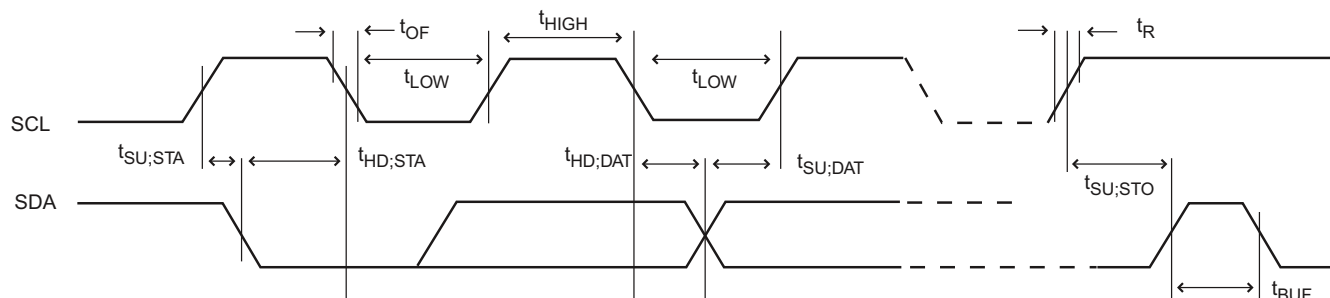 tOF
tHIGH
tR
tLOW
tLOW
SCL
tSU;STA
tHD;STA
tHD;DAT
tSU;DAT
tSU;STO
SDA
tBUF